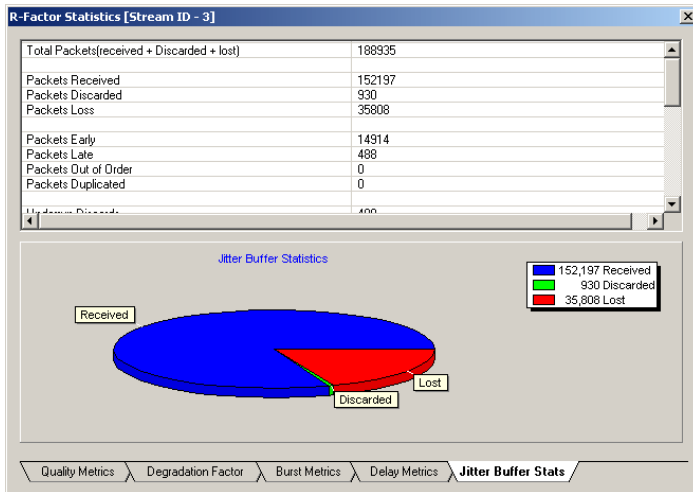 R-Factor Statistics [Stream ID - 3]
Total Packets(received + Discarded + lost) 188935
Packets Received 152197
Packets Discarded 930
Packets Loss 35808
Packets Early 14914
Packets Late 488
Packets Out of Order 0
Packets Duplicated 0
Jitter Buffer Statistics
152,197 Received
930 Discarded
35,808 Lost
Received
Lost
Discarded
Quality Metrics Degradation Factor Burst Metrics Delay Metrics Jitter Buffer Stats